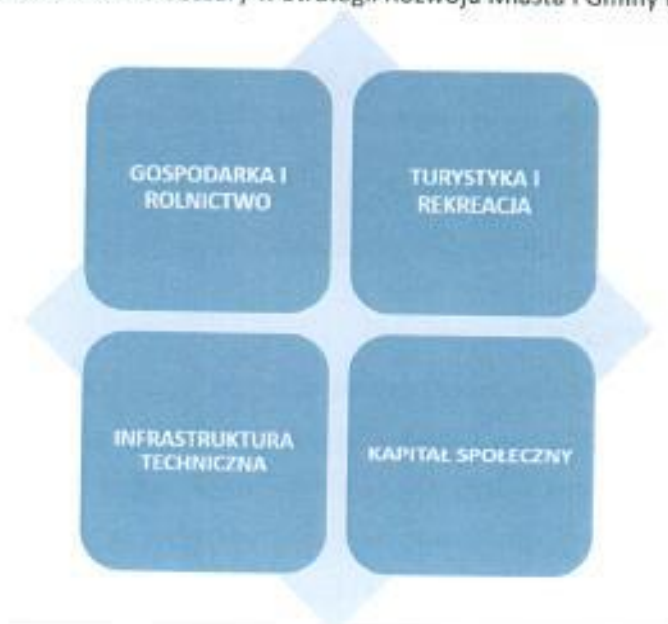 w Strategii Rozwoju Miasta i Gminy
GOSPODARKA I
ROLNICTWO
TURYSTYKA I
REKREACJA
INFRASTRUKTURA
TECHNICZNA
KAPITAŁ SPOŁECZNY